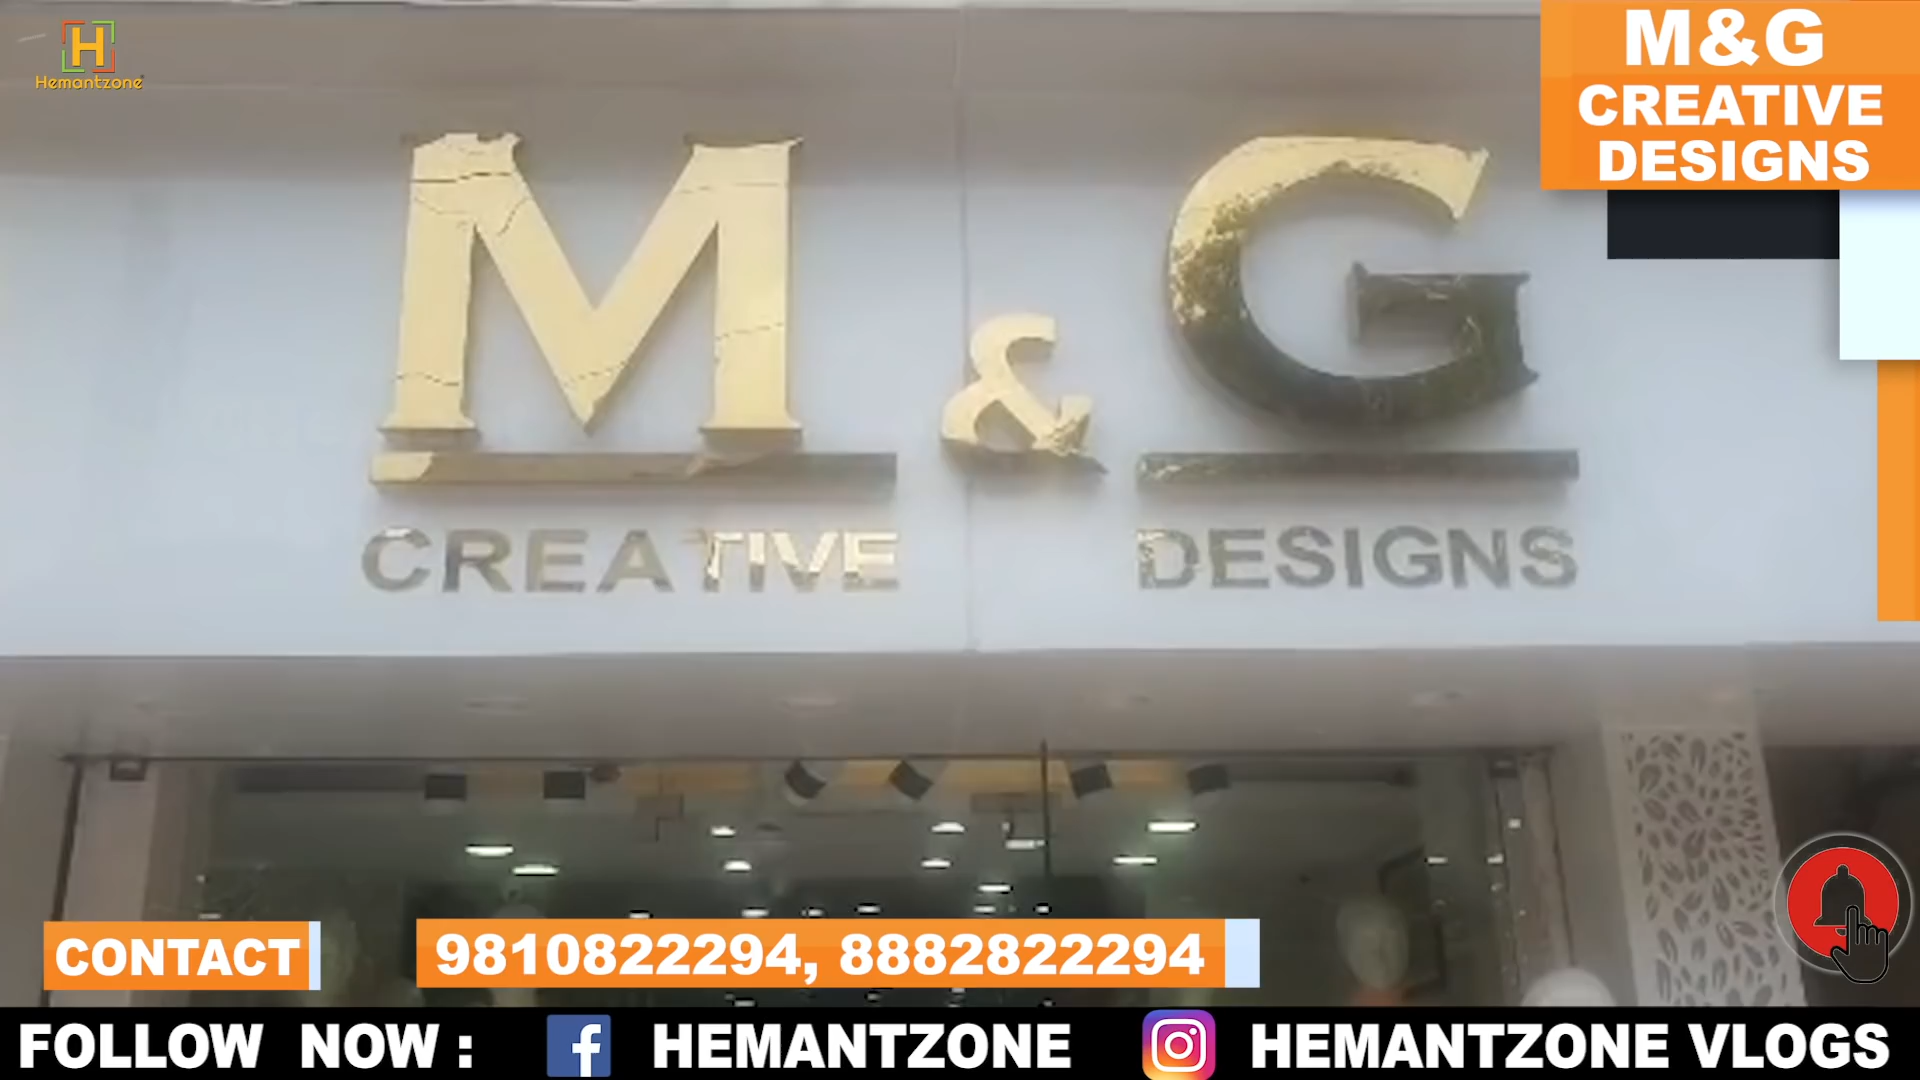 H
Hemantzone
M&G
CREATIVE
DESIGNS
M & G
CREATIVE DESIGNS
CONTACT
9810822294, 8882822294
FOLLOW NOW : f HEMANTZONE HEMANTZONE VLOGS